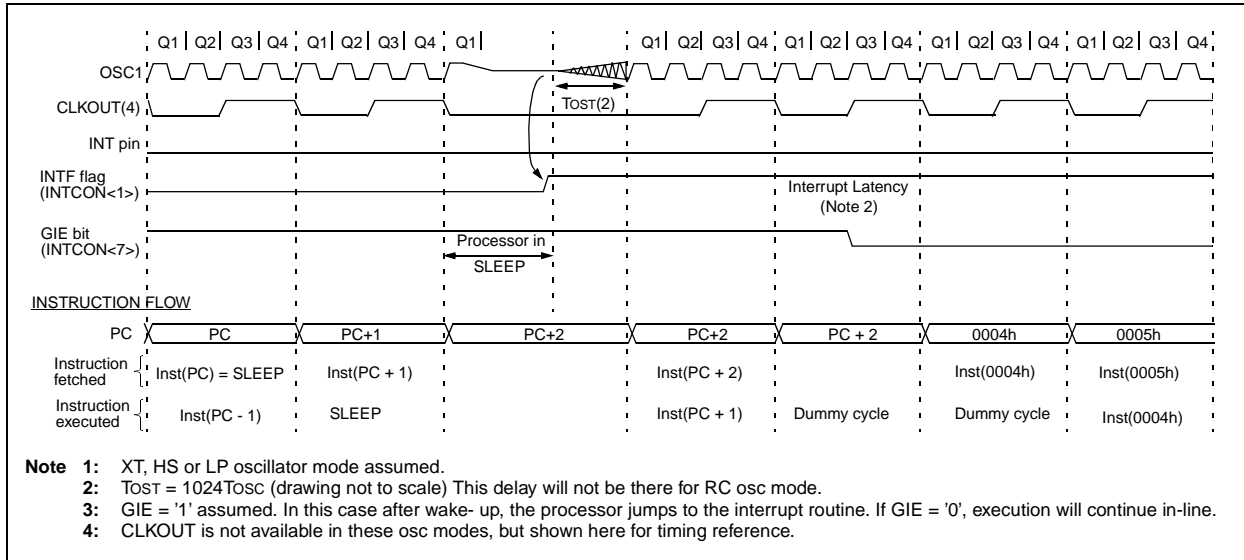 Q1 Q2 Q3 Q4 Q1 Q2 Q3 Q4 Q1 Q1 Q2 Q3 Q4 Q1 Q2 Q3 Q4 Q1 Q2 Q3 Q4 Q1 Q2 Q3 Q4
OSC1
TOST(2)
CLKOUT(4)
INT pin
INTF flag
(INTCON<1>)
Interrupt Latency
(Note 2)
GIE bit
(INTCON<7>)
Processor in
SLEEP
INSTRUCTION FLOW
PC PC PC+1 PC+2 PC+2 PC + 2 0004h 0005h
Instruction
fetched
Inst(PC) = SLEEP Inst(PC + 1) Inst(PC + 2) Inst(0004h) Inst(0005h)
Instruction
executed
Inst(PC - 1) SLEEP Inst(PC + 1) Dummy cycle Dummy cycle Inst(0004h)
Note 1: XT, HS or LP oscillator mode assumed.
2: TOST = 1024TOSC (drawing not to scale) This delay will not be there for RC osc mode.
3: GIE = '1' assumed. In this case after wake- up, the processor jumps to the interrupt routine. If GIE = '0', execution will continue in-line.
4: CLKOUT is not available in these osc modes, but shown here for timing reference.